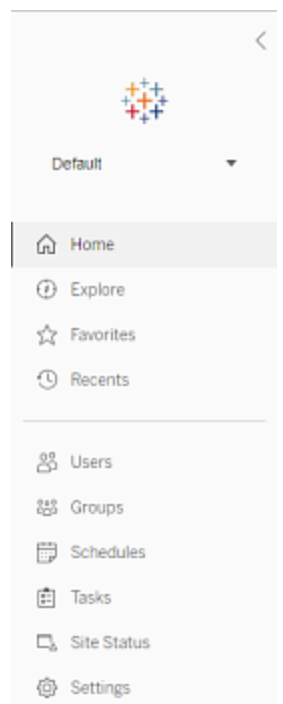 Default
Home
Explore
Favorites
Recents
Users
Groups
Schedules
Tasks
Site Status
Settings